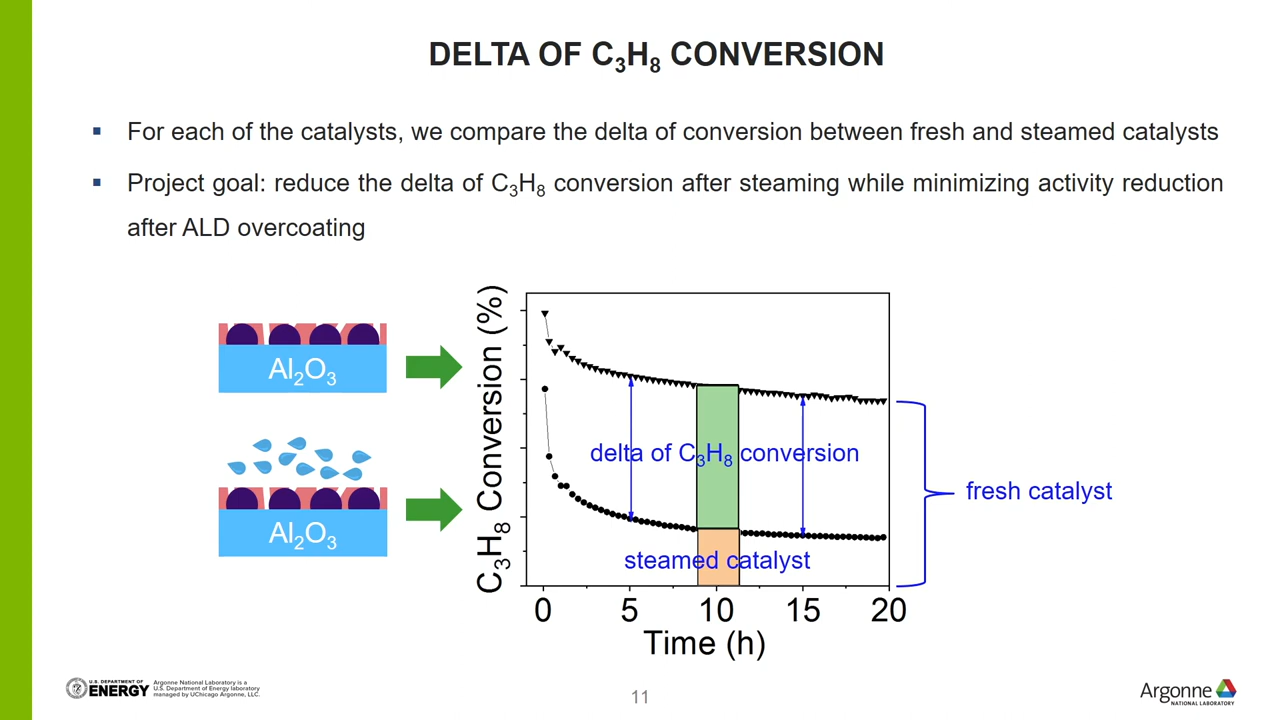 DELTA OF C₃H₈ CONVERSION
▪ For each of the catalysts, we compare the delta of conversion between fresh and steamed catalysts
▪ Project goal: reduce the delta of C₃H₈ conversion after steaming while minimizing activity reduction
after ALD overcoating
Al₂O₃
Al₂O₃
C₃H₈ Conversion (%)
delta of C₃H₈ conversion
steamed catalyst
fresh catalyst
0 5 10 15 20
Time (h)
U.S. DEPARTMENT OF
ENERGY
Argonne National Laboratory is a
U.S. Department of Energy laboratory
managed by UChicago Argonne, LLC.
11
Argonne
NATIONAL LABORATORY